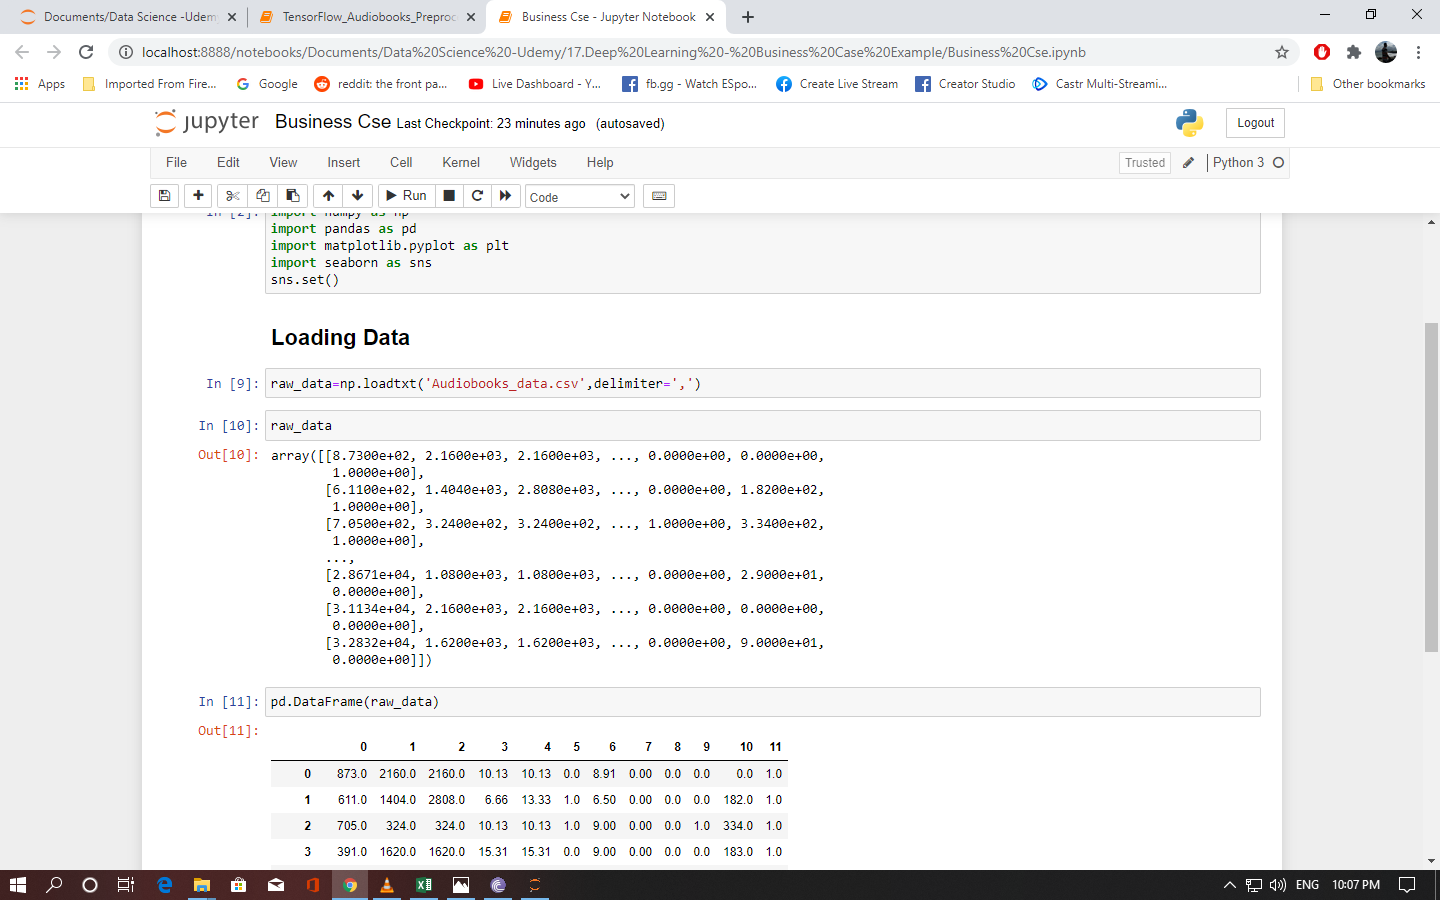 Documents/Data Science -Udem
TensorFlow_Audiobooks_Preproc
Business Cse - Jupyter Notebook
localhost:8888/notebooks/Documents/Data%20Science%20-Udemy/17.Deep%20Learning%20-%20Business%20Case%20Example/Business%20Cse.ipynb
Apps
Imported From Fire...
Google
reddit: the front pa...
Live Dashboard - Y...
fb.gg - Watch ESpo...
Create Live Stream
Creator Studio
Castr Multi-Streami...
Other bookmarks
jupyter Business Cse Last Checkpoint: 23 minutes ago (autosaved)
Logout
File Edit View Insert Cell Kernel Widgets Help
Trusted
Python 3
Run
Code
In [2]: import numpy as np
import pandas as pd
import matplotlib.pyplot as plt
import seaborn as sns
sns.set()
Loading Data
In [9]: raw_data=np.loadtxt('Audiobooks_data.csv',delimiter=',')
In [10]: raw_data
Out[10]: array([[8.7300e+02, 2.1600e+03, 2.1600e+03, ..., 0.0000e+00, 0.0000e+00,
1.0000e+00],
[6.1100e+02, 1.4040e+03, 2.8080e+03, ..., 0.0000e+00, 1.8200e+02,
1.0000e+00],
[7.0500e+02, 3.2400e+02, 3.2400e+02, ..., 1.0000e+00, 3.3400e+02,
1.0000e+00],
...,
[2.8671e+04, 1.0800e+03, 1.0800e+03, ..., 0.0000e+00, 2.9000e+01,
0.0000e+00],
[3.1134e+04, 2.1600e+03, 2.1600e+03, ..., 0.0000e+00, 0.0000e+00,
0.0000e+00],
[3.2832e+04, 1.6200e+03, 1.6200e+03, ..., 0.0000e+00, 9.0000e+01,
0.0000e+00]])
In [11]: pd.DataFrame(raw_data)
Out[11]:
0 1 2 3 4 5 6 7 8 9 10 11
0 873.0 2160.0 2160.0 10.13 10.13 0.0 8.91 0.00 0.0 0.0 0.0 1.0
1 611.0 1404.0 2808.0 6.66 13.33 1.0 6.50 0.00 0.0 0.0 182.0 1.0
2 705.0 324.0 324.0 10.13 10.13 1.0 9.00 0.00 0.0 1.0 334.0 1.0
3 391.0 1620.0 1620.0 15.31 15.31 0.0 9.00 0.00 0.0 0.0 183.0 1.0
ENG 10:07 PM